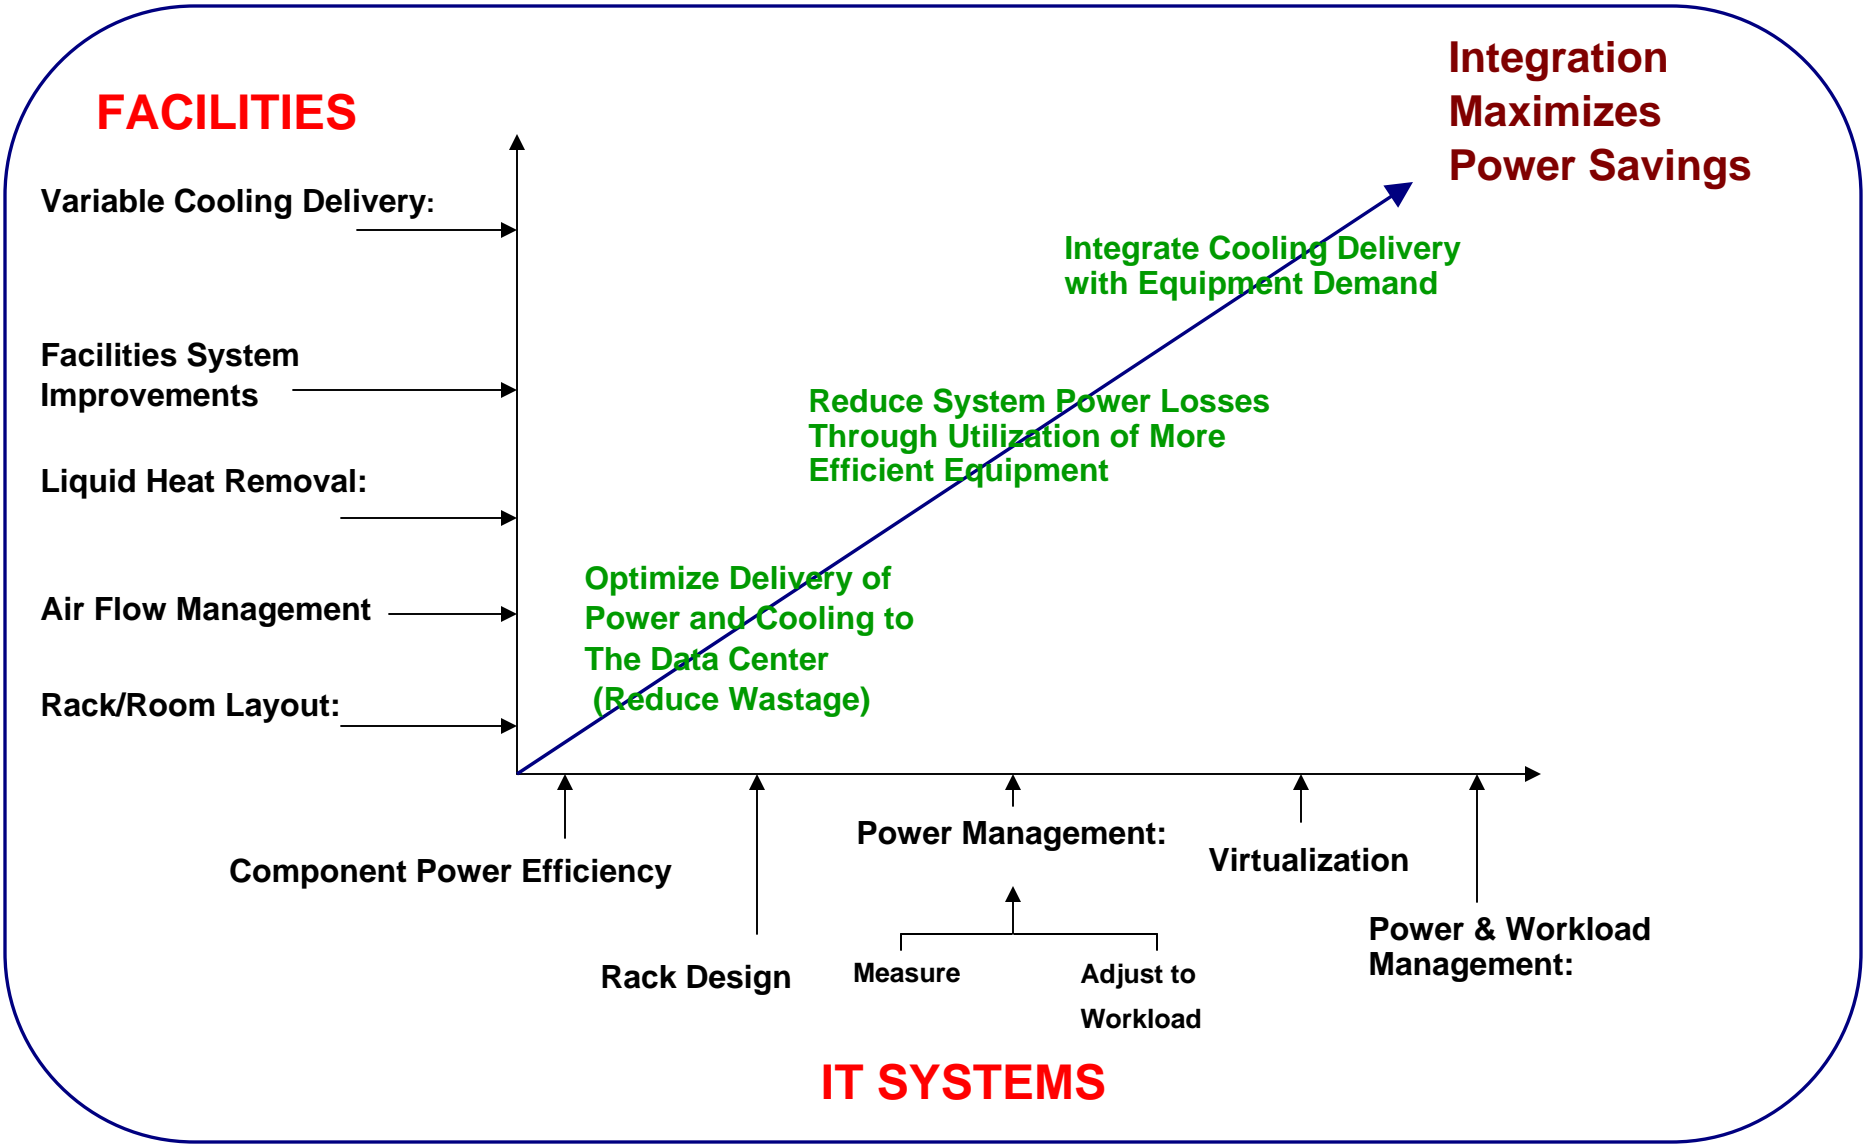 FACILITIES
Integration
Maximizes
Power Savings
Variable Cooling Delivery:
Integrate Cooling Delivery
with Equipment Demand
Facilities System
Improvements
Reduce System Power Losses
Through Utilization of More
Efficient Equipment
Liquid Heat Removal:
Optimize Delivery of
Power and Cooling to
The Data Center
(Reduce Wastage)
Air Flow Management
Rack/Room Layout:
Component Power Efficiency
Rack Design
Power Management:
Measure
Adjust to
Workload
Virtualization
Power & Workload
Management:
IT SYSTEMS